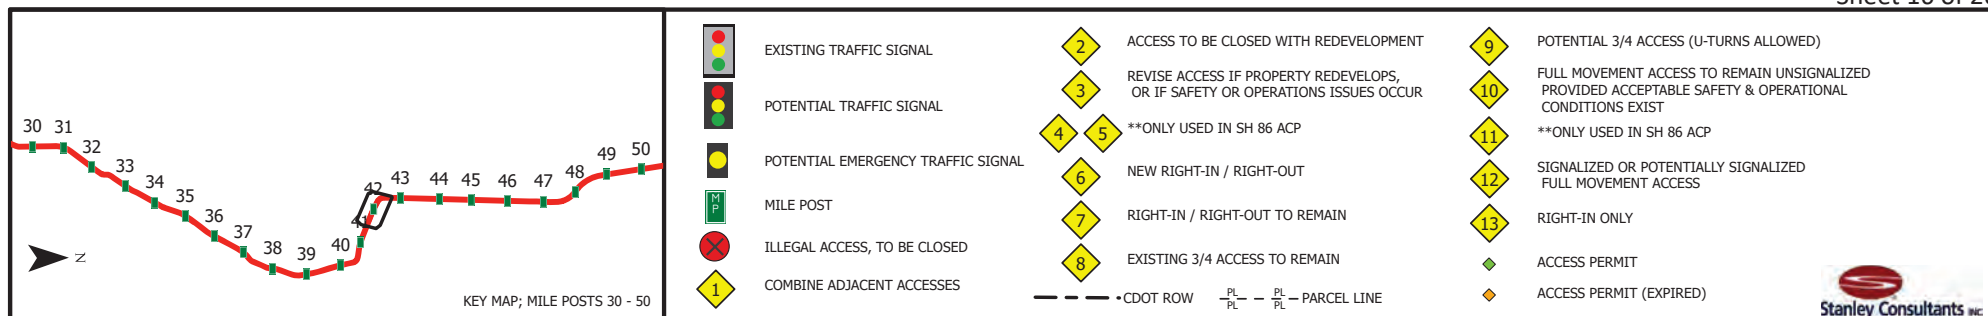 30 31 32 33 34 35 36 37 38 39 40 41 42 43 44 45 46 47 48 49 50
N
KEY MAP; MILE POSTS 30 - 50
EXISTING TRAFFIC SIGNAL
POTENTIAL TRAFFIC SIGNAL
POTENTIAL EMERGENCY TRAFFIC SIGNAL
M
P
MILE POST
ILLEGAL ACCESS, TO BE CLOSED
1 COMBINE ADJACENT ACCESSES
2 ACCESS TO BE CLOSED WITH REDEVELOPMENT
3 REVISE ACCESS IF PROPERTY REDEVELOPS,
OR IF SAFETY OR OPERATIONS ISSUES OCCUR
4 5 **ONLY USED IN SH 86 ACP
6 NEW RIGHT-IN / RIGHT-OUT
7 RIGHT-IN / RIGHT-OUT TO REMAIN
8 EXISTING 3/4 ACCESS TO REMAIN
CDOT ROW
PL PL
PL PL
PARCEL LINE
9 POTENTIAL 3/4 ACCESS (U-TURNS ALLOWED)
10 FULL MOVEMENT ACCESS TO REMAIN UNSIGNALIZED
PROVIDED ACCEPTABLE SAFETY & OPERATIONAL
CONDITIONS EXIST
11 **ONLY USED IN SH 86 ACP
12 SIGNALIZED OR POTENTIALLY SIGNALIZED
FULL MOVEMENT ACCESS
13 RIGHT-IN ONLY
ACCESS PERMIT
ACCESS PERMIT (EXPIRED)
Stanley Consultants INC